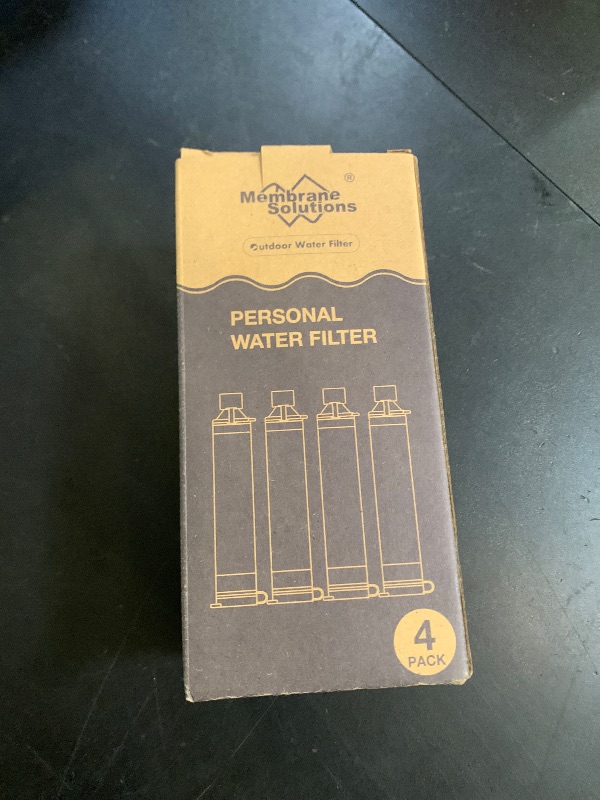 Membrane
Solutions
®
Outdoor Water Filter
PERSONAL
WATER FILTER
4
PACK